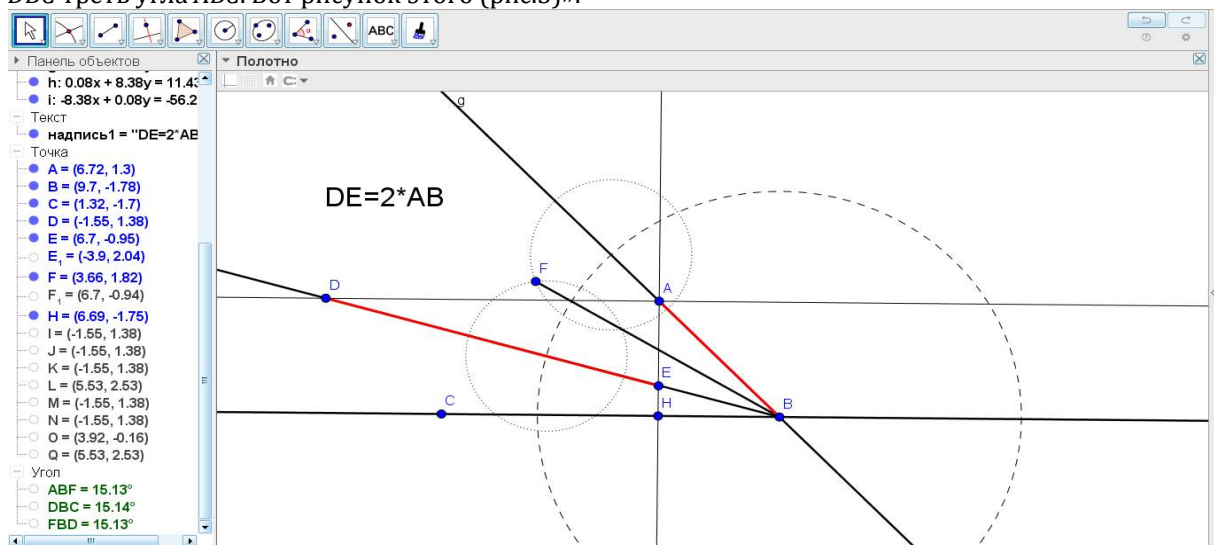 DBC треть угла ABC. Вот рисунок этого (рис.3)».
ABC
Панель объектов
Полотно
h: 0.08x + 8.38y = 11.43
i: -8.38x + 0.08y = -56.2
Текст
надпись1 = "DE=2*AB
Точка
A = (6.72, 1.3)
B = (9.7, -1.78)
C = (1.32, -1.7)
D = (-1.55, 1.38)
E = (6.7, -0.95)
E₁ = (-3.9, 2.04)
F = (3.66, 1.82)
F₁ = (6.7, -0.94)
H = (6.69, -1.75)
I = (-1.55, 1.38)
J = (-1.55, 1.38)
K = (-1.55, 1.38)
L = (5.53, 2.53)
M = (-1.55, 1.38)
N = (-1.55, 1.38)
O = (3.92, -0.16)
Q = (5.53, 2.53)
Угол
ABF = 15.13°
DBC = 15.14°
FBD = 15.13°
g
DE=2*AB
F
D
A
E
C
H
B